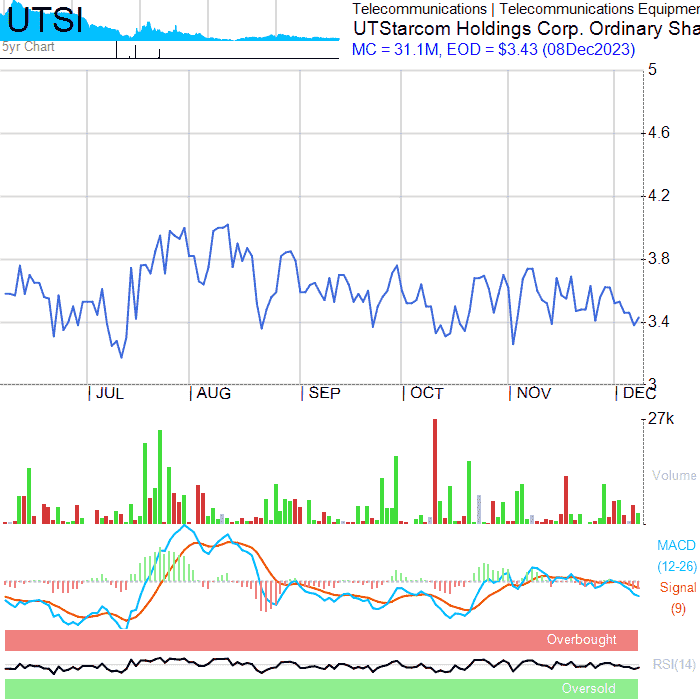 UTSI
5yr Chart
Telecommunications | Telecommunications Equipmen
UTStarcom Holdings Corp. Ordinary Sha
MC = 31.1M, EOD = $3.43 (08Dec2023)
5
4.6
4.2
3.8
3.4
3
JUL AUG SEP OCT NOV DEC
27k
Volume
MACD
(12-26)
Signal
(9)
Overbought
RSI(14)
Oversold